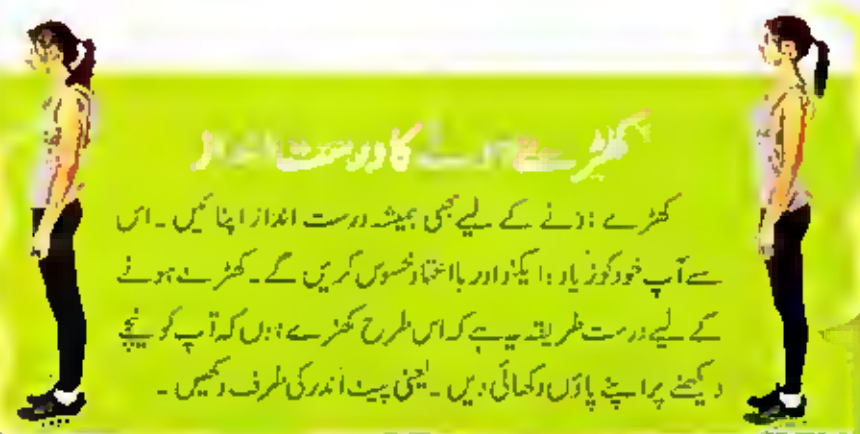 کھڑے ہونے کا درست انداز
کھڑے ہونے کے لیے بھی ہمیشہ درست انداز اپنائیں ۔ اس
سے آپ خود کو زیادہ ایکٹو اور بااعتماد محسوس کریں گے ۔ کھڑے ہونے
کے لیے درست طریقہ یہ ہے کہ اس طرح کھڑے ہوں کہ آپ کو نیچے
دیکھنے پر اپنے پاؤں دکھائی دیں ۔ یعنی پیٹ اندر کی طرف رکھیں ۔